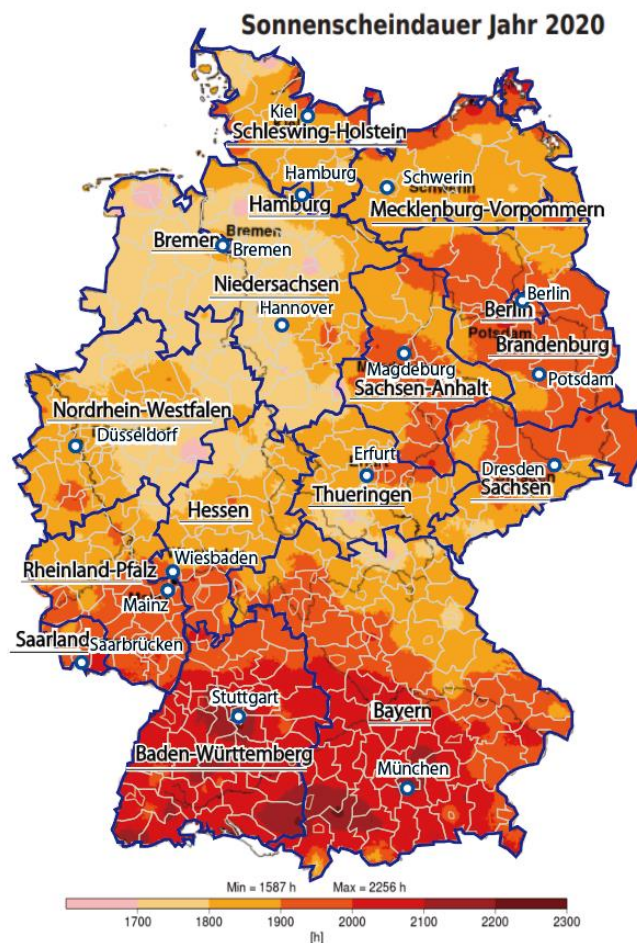 Sonnenscheindauer Jahr 2020
Kiel
Schleswing-Holstein
Hamburg
Hamburg
Schwerin
Schwerin
Mecklenburg-Vorpommern
Bremen
Bremen
Bremen
Niedersachsen
Hannover
Berlin
Berlin
Potsdam
Brandenburg
Magdeburg
Sachsen-Anhalt
Potsdam
Nordrhein-Westfalen
Düsseldorf
Erfurt
Thueringen
Dresden
Sachsen
Hessen
Wiesbaden
Rheinland-Pfalz
Mainz
Saarland
Saarbrücken
Stuttgart
Bayern
Baden-Württemberg
München
Min = 1587 h Max = 2256 h
1700 1800 1900 2000 2100 2200 2300
[h]